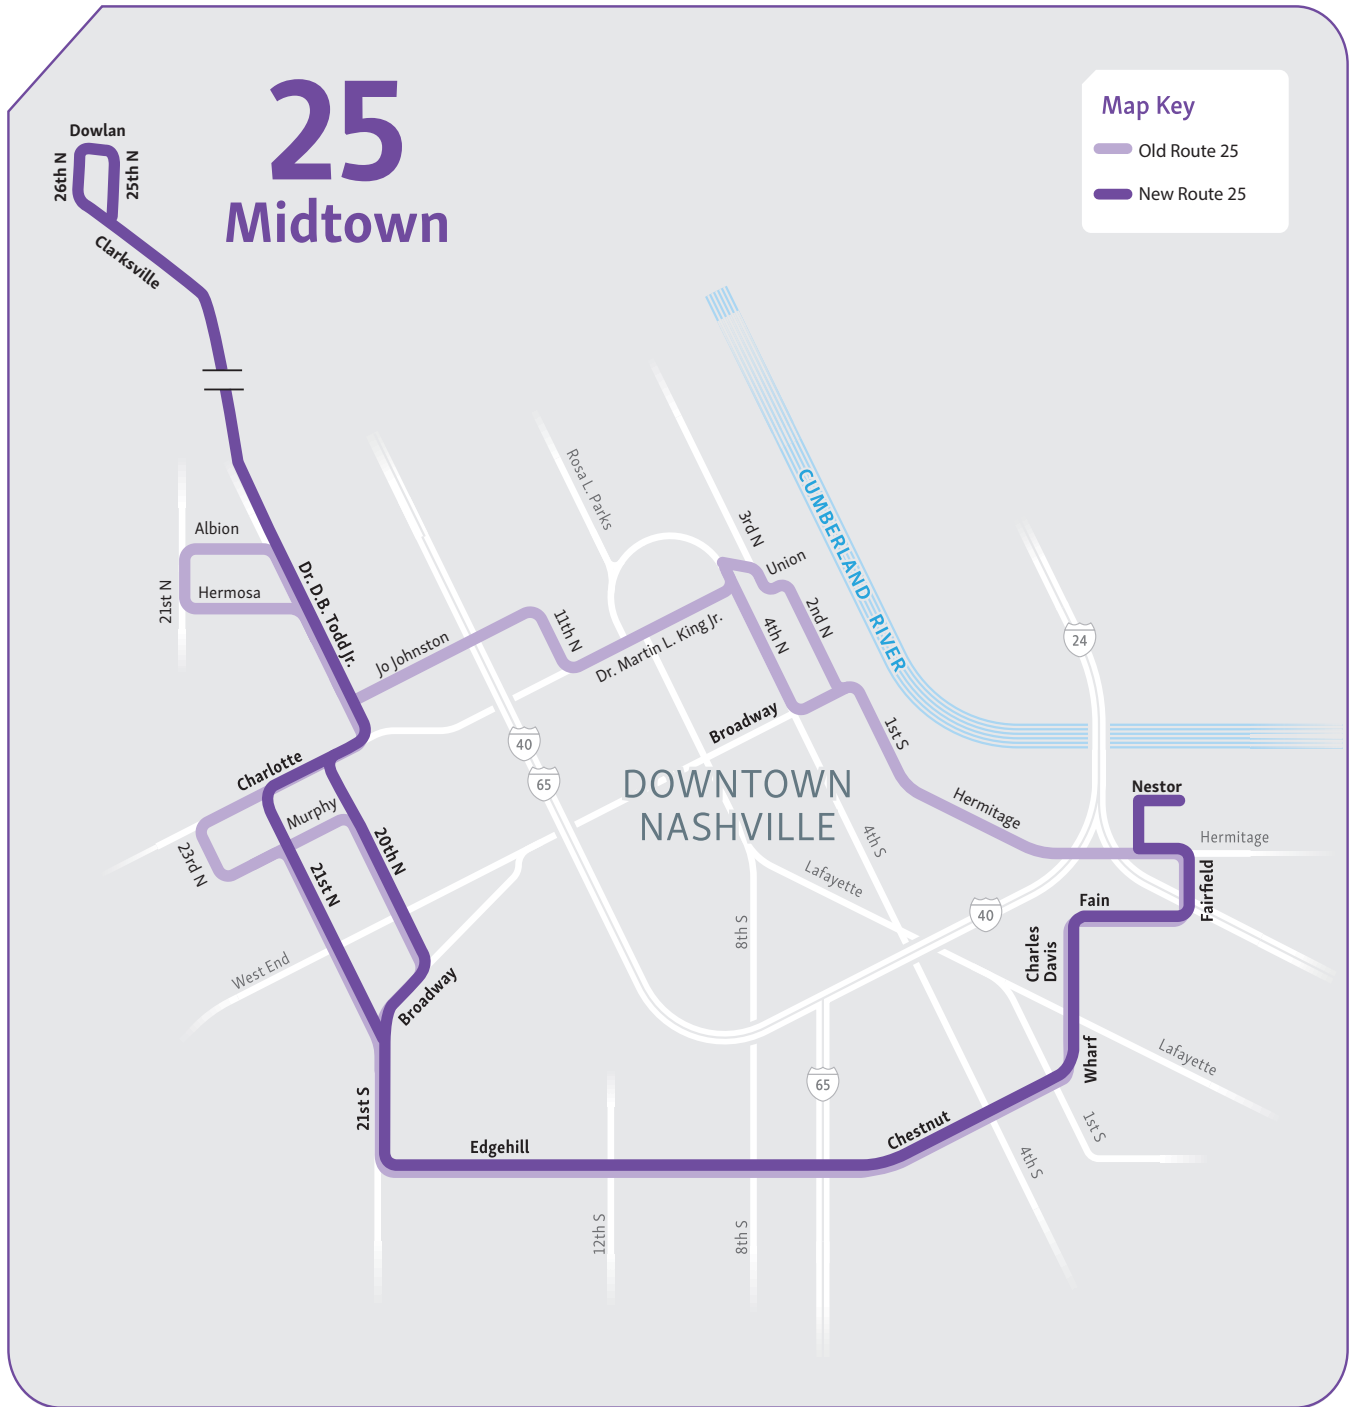 25
Midtown
Map Key
Old Route 25
New Route 25
Dowlan
26th N
25th N
Clarksville
Rosa L. Parks
CUMBERLAND RIVER
3rd N
Union
Albion
21st N
Hermosa
Dr. D.B. Todd Jr.
2nd N
11th N
4th N
Jo Johnston
Dr. Martin L. King Jr.
24
Broadway
1st S
40
65
Charlotte
DOWNTOWN
NASHVILLE
Nestor
Murphy
Hermitage
Hermitage
20th N
4th S
23rd N
21st N
Lafayette
Fairfield
Fain
40
8th S
Charles
Davis
West End
Broadway
Wharf
Lafayette
65
21st S
Chestnut
1st S
Edgehill
4th S
12th S
8th S